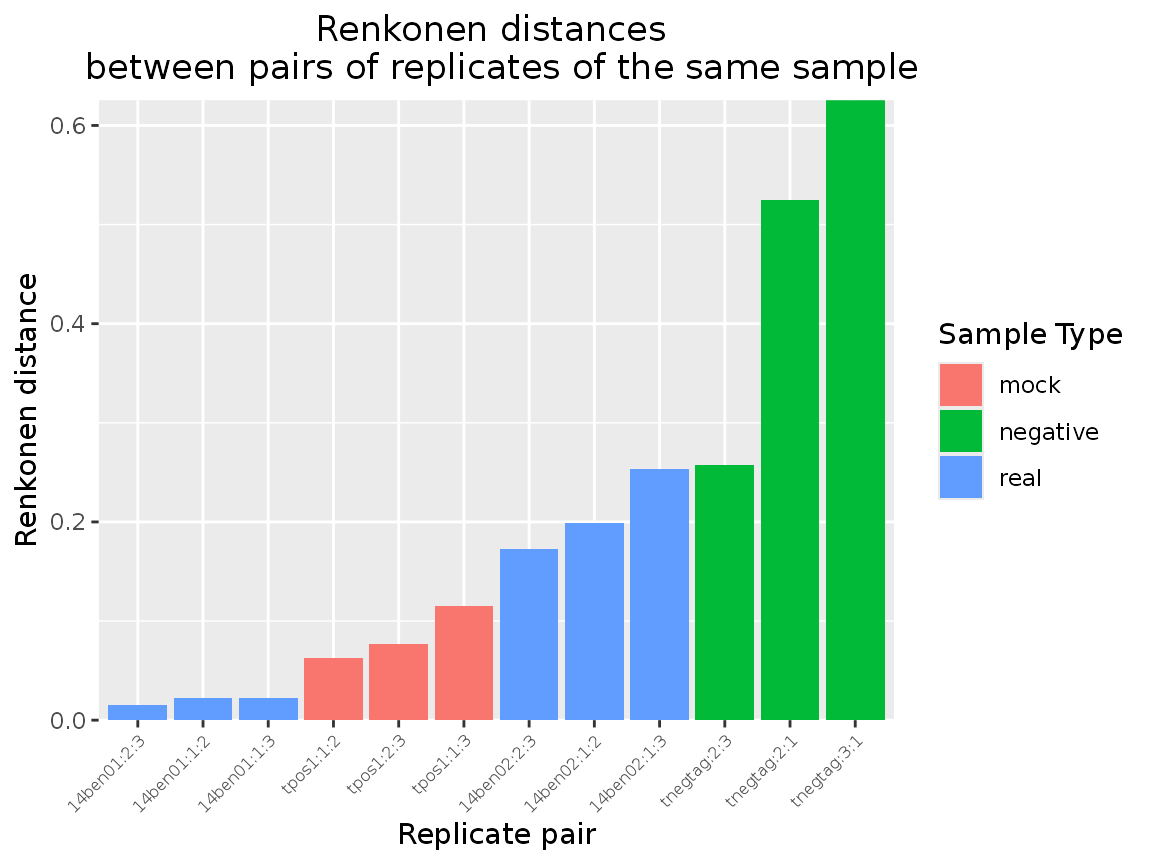 Renkonen distances
between pairs of replicates of the same sample
Renkonen distance
0.6
0.4
0.2
0.0
14ben01:2:3
14ben01:1:2
14ben01:1:3
tpos1:1:2
tpos1:2:3
tpos1:1:3
14ben02:2:3
14ben02:1:2
14ben02:1:3
tnegtag:2:3
tnegtag:2:1
tnegtag:3:1
Replicate pair
Sample Type
mock
negative
real